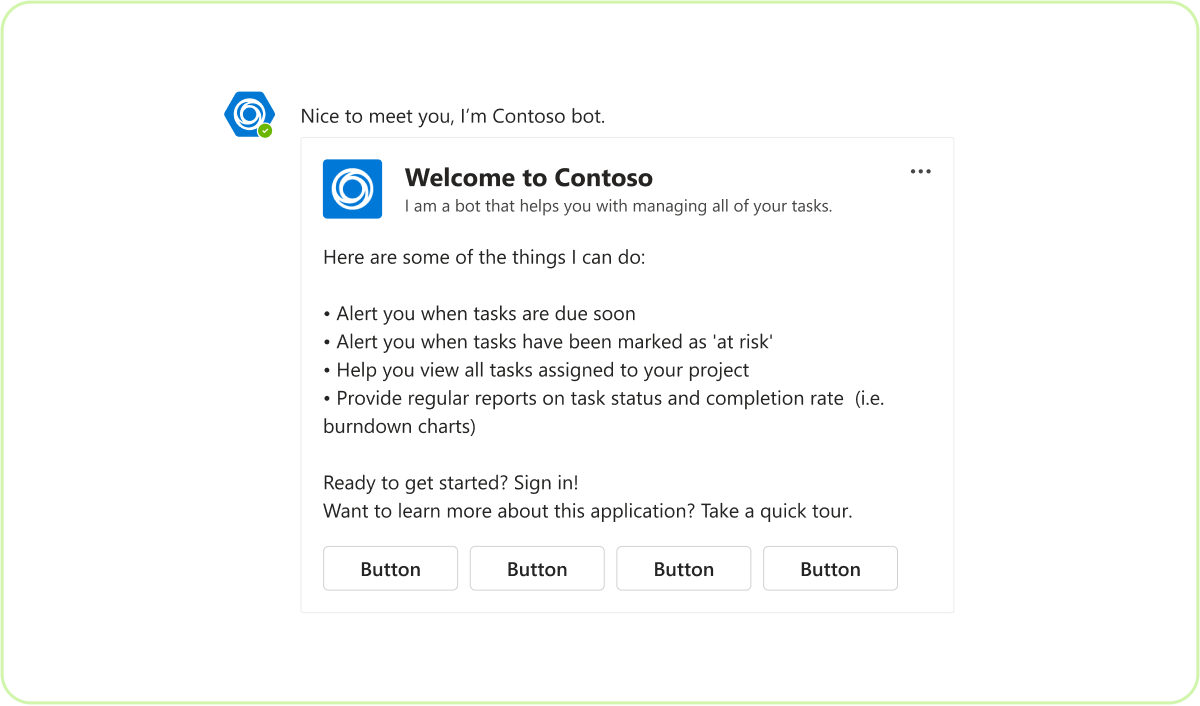 Nice to meet you, I’m Contoso bot.
Welcome to Contoso
I am a bot that helps you with managing all of your tasks.
Here are some of the things I can do:
• Alert you when tasks are due soon
• Alert you when tasks have been marked as 'at risk'
• Help you view all tasks assigned to your project
• Provide regular reports on task status and completion rate  (i.e.
burndown charts)
Ready to get started? Sign in!
Want to learn more about this application? Take a quick tour.
Button Button Button Button